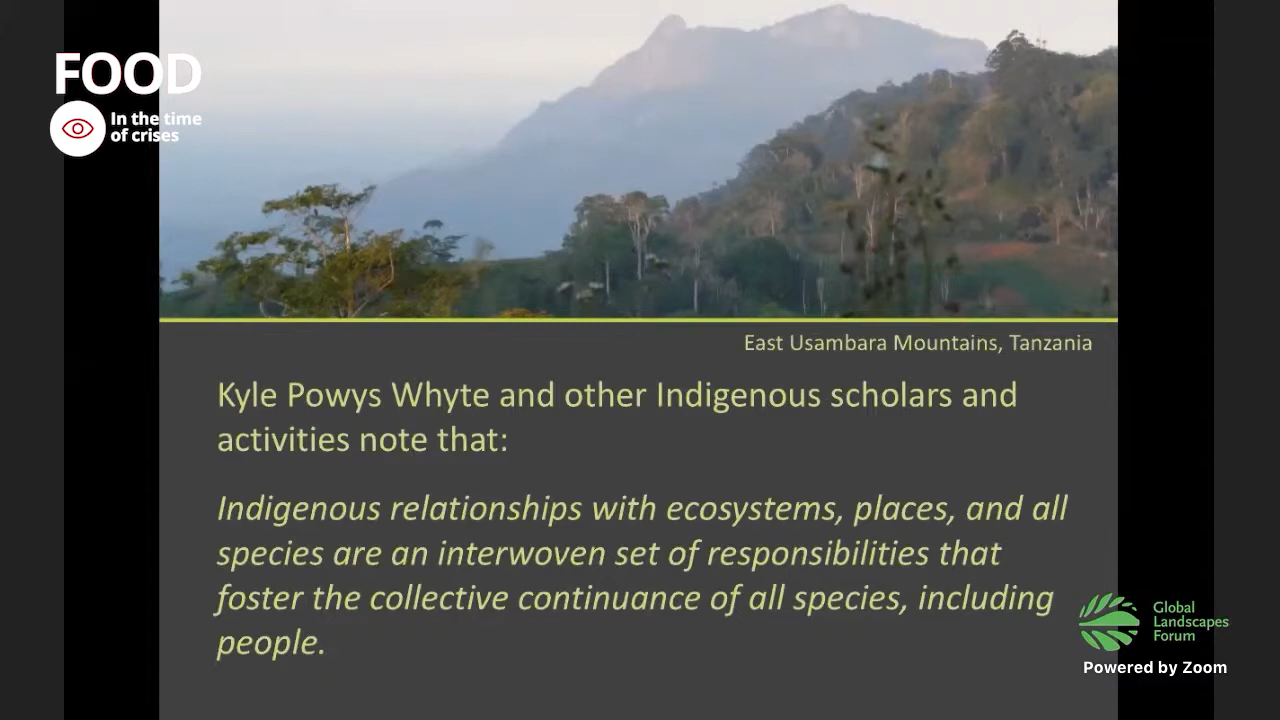 FOOD
In the time
of crises
East Usambara Mountains, Tanzania
Kyle Powys Whyte and other Indigenous scholars and
activities note that:
Indigenous relationships with ecosystems, places, and all
species are an interwoven set of responsibilities that
foster the collective continuance of all species, including
people.
Global
Landscapes
Forum
Powered by Zoom